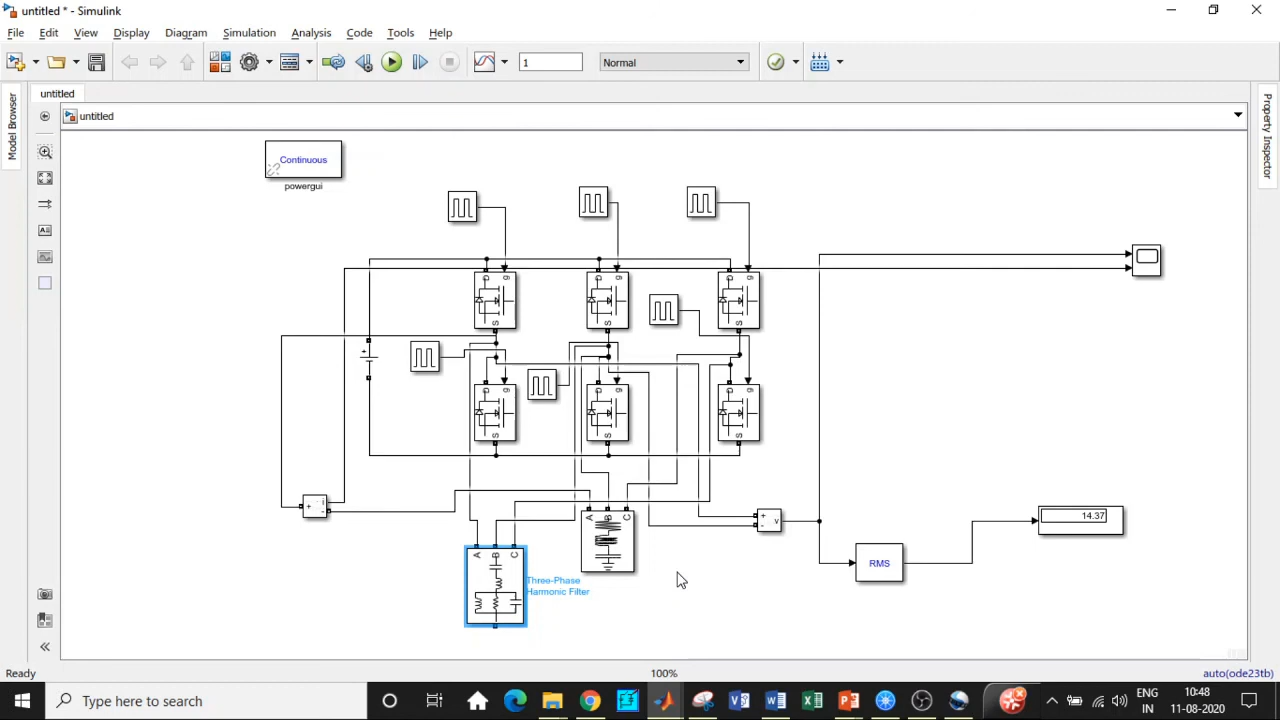 untitled * - Simulink
File Edit View Display Diagram Simulation Analysis Code Tools Help
1 Normal
untitled
untitled
Model Browser
Property Inspector
Continuous
powergui
D g S
D g S
D g S
+
D g S
D g S
D g S
+ i -
A B C
+ - v
14.37
RMS
A B C
Three-Phase
Harmonic Filter
Ready 100% auto(ode23tb)
Type here to search
ENG
IN
10:48
11-08-2020